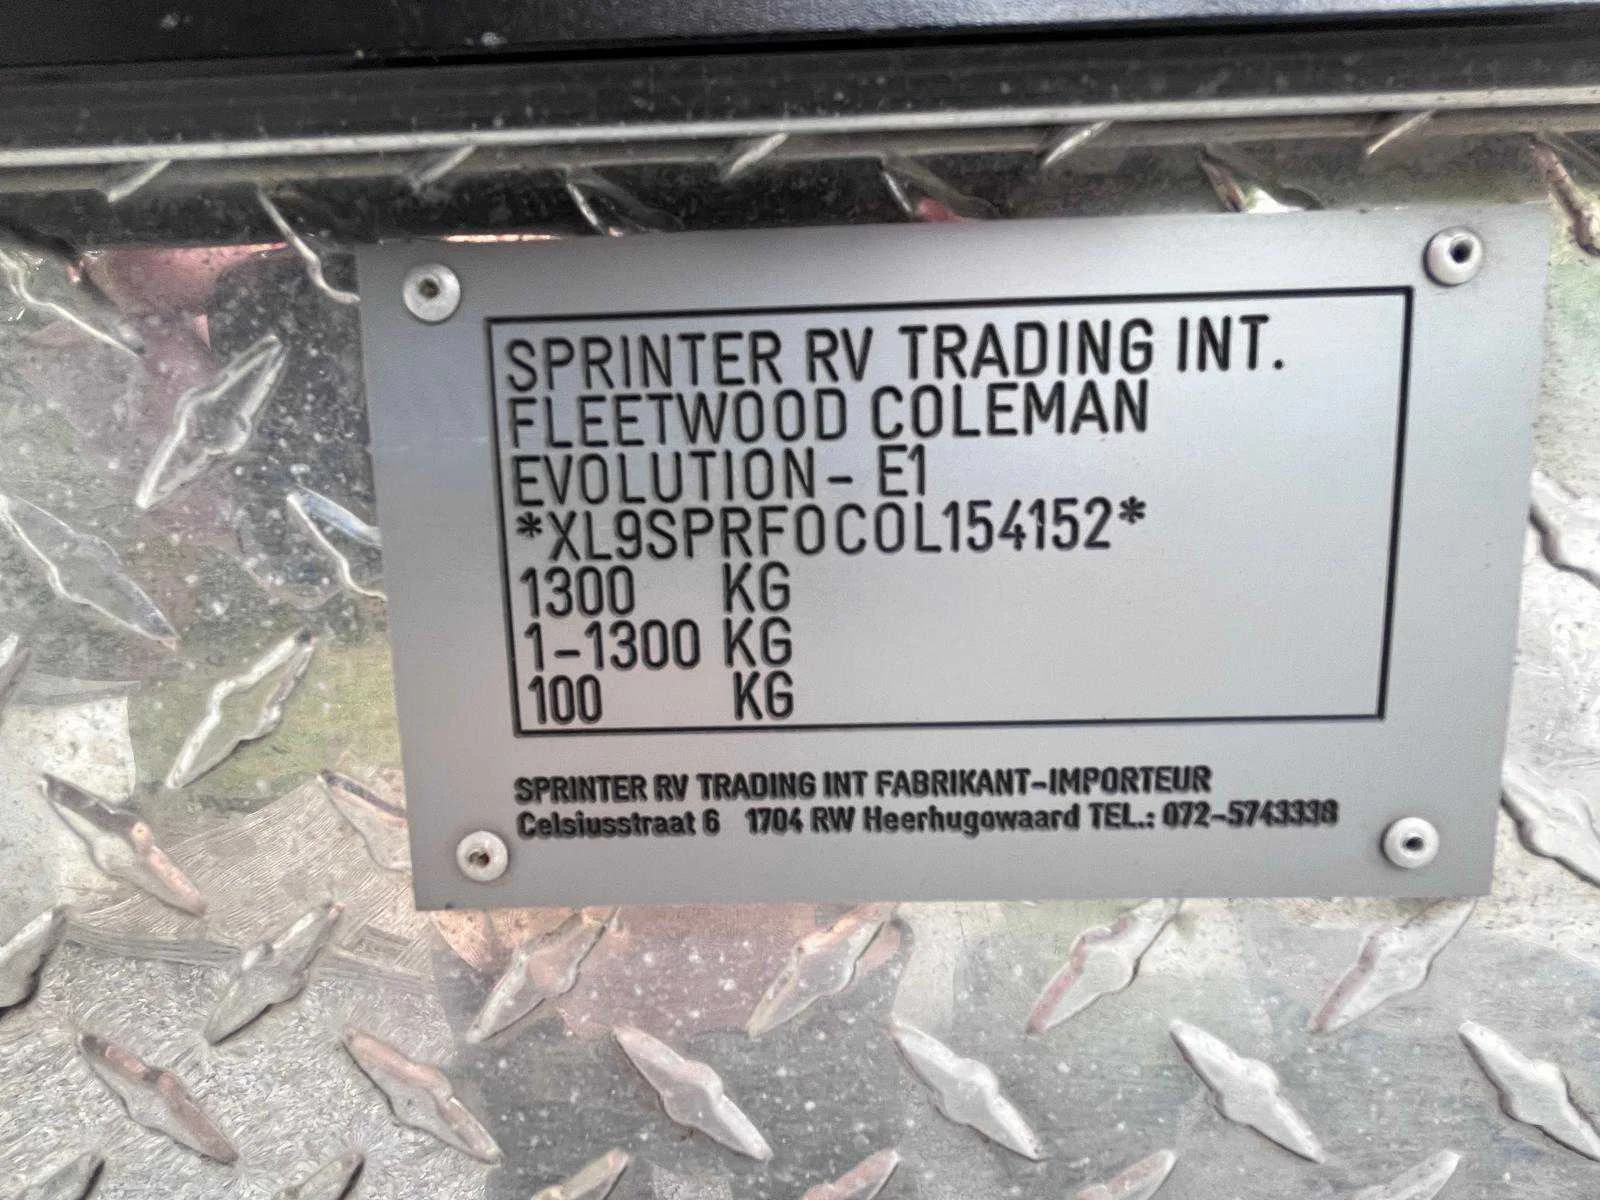 SPRINTER RV TRADING INT.
FLEETWOOD COLEMAN
EVOLUTION- E1
*XL9SPRF0C0L154152*
1300 KG
1-1300 KG
100 KG
SPRINTER RV TRADING INT FABRIKANT-IMPORTEUR
Celsiusstraat 6 1704 RW Heerhugowaard TEL.: 072-5743338